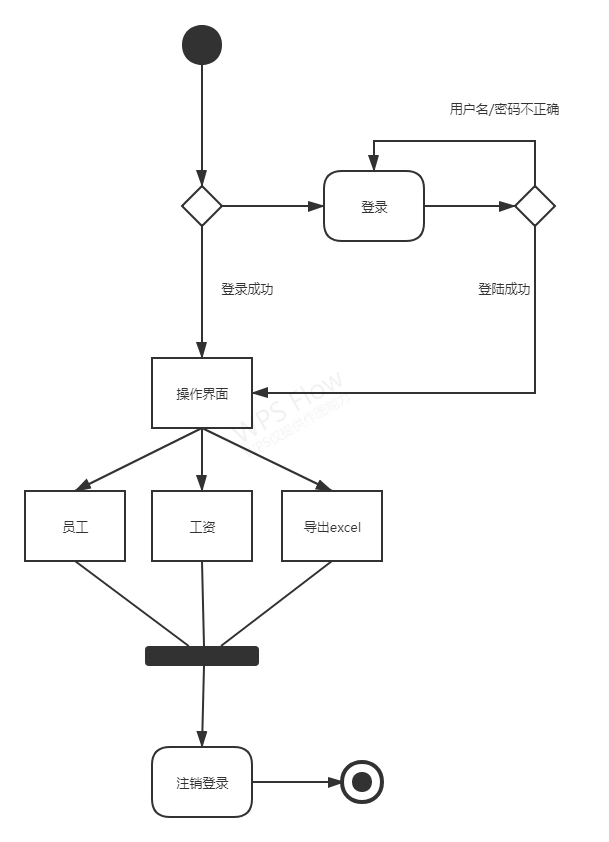 用户名/密码不正确
登录
登录成功
登陆成功
操作界面
WPS Flow
员工
工资
导出excel
注销登录